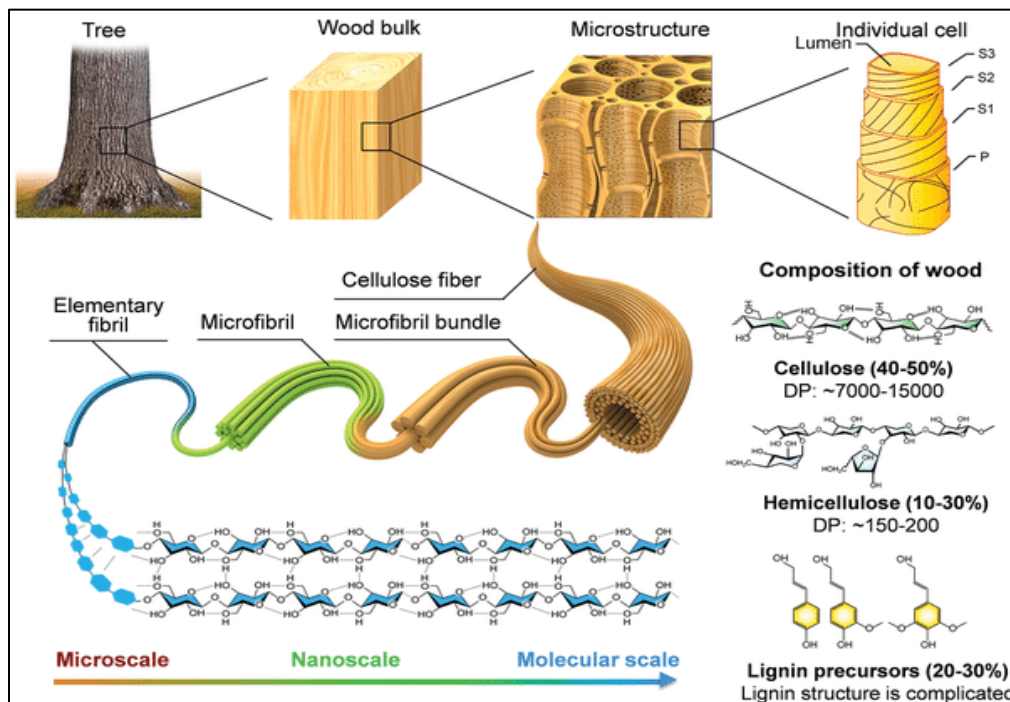 Tree
Wood bulk
Microstructure
Individual cell
Lumen
S3
S2
S1
P
Cellulose fiber
Elementary
fibril
Microfibril
Microfibril bundle
Composition of wood
Cellulose (40-50%)
DP: ~7000-15000
Hemicellulose (10-30%)
DP: ~150-200
Lignin precursors (20-30%)
Lignin structure is complicated
Microscale
Nanoscale
Molecular scale